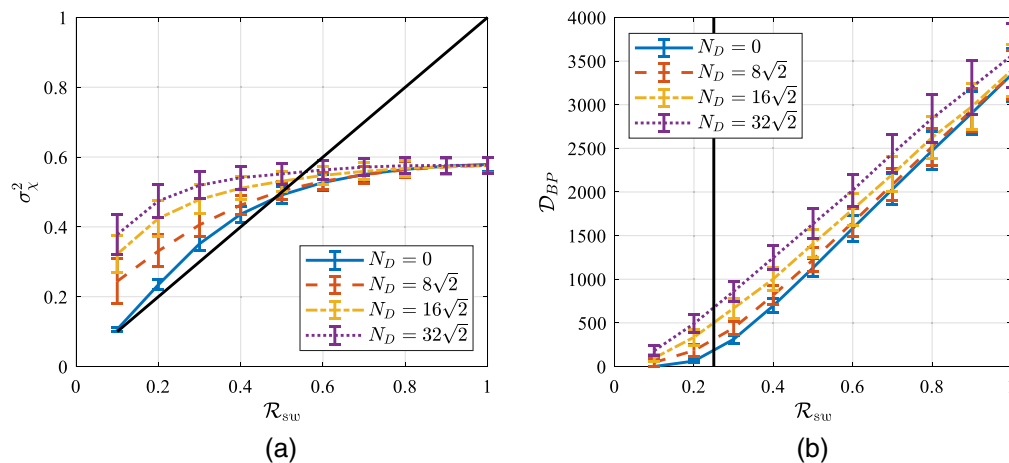 1
0.8
0.6
0.4
0.2
0
σ²_χ
0 0.2 0.4 0.6 0.8 1
R_sw
N_D = 0
N_D = 8√2
N_D = 16√2
N_D = 32√2
(a)
4000
3500
3000
2500
2000
1500
1000
500
0
D_BP
0 0.2 0.4 0.6 0.8 1
R_sw
N_D = 0
N_D = 8√2
N_D = 16√2
N_D = 32√2
(b)